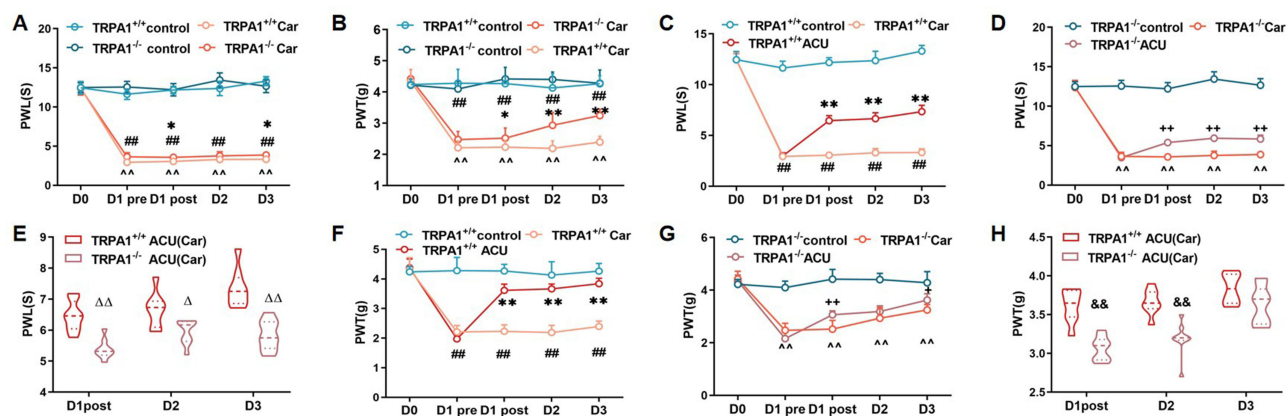 A
TRPA1+/+control TRPA1+/+Car
TRPA1-/- control TRPA1-/- Car
PWL(S)
15
10
5
0
*
*
## ## ## ##
^^ ^^ ^^ ^^
D0 D1 pre D1 post D2 D3
B
TRPA1+/+control TRPA1-/- Car
TRPA1-/- control TRPA1+/+Car
PWT(g)
6
5
4
3
2
1
## ## ## ##
* ** **
^^ ^^ ^^ ^^
D0 D1 pre D1 post D2 D3
C
TRPA1+/+control TRPA1+/+Car
TRPA1+/+ACU
PWL(S)
15
10
5
0
** ** **
## ## ## ##
D0 D1 pre D1 post D2 D3
D
TRPA1-/-control TRPA1-/-Car
TRPA1-/-ACU
PWL(S)
20
15
10
5
0
++ ++ ++
^^ ^^ ^^ ^^
D0 D1 pre D1 post D2 D3
E
TRPA1+/+ ACU(Car)
TRPA1-/- ACU(Car)
PWL(S)
9
8
7
6
5
4
ΔΔ Δ ΔΔ
D1post D2 D3
F
TRPA1+/+control TRPA1+/+ Car
TRPA1+/+ ACU
PWT(g)
6
5
4
3
2
1
0
** ** **
## ## ## ##
D0 D1 pre D1 post D2 D3
G
TRPA1-/-control TRPA1-/-Car
TRPA1-/-ACU
PWT(g)
6
4
2
0
++ +
^^ ^^ ^^ ^^
D0 D1 pre D1 post D2 D3
H
TRPA1+/+ ACU(Car)
TRPA1-/- ACU(Car)
PWT(g)
4.5
4.0
3.5
3.0
2.5
&& &&
D1post D2 D3